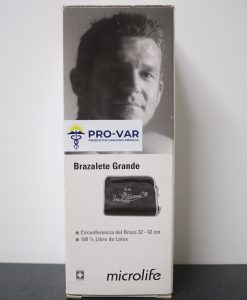 PRO-VAR
PRODUCTOS VARIADOS MEDICOS
Brazalete Grande
Circunferencia del Brazo 32 - 42 cm
100 % Libre de Látex
microlife